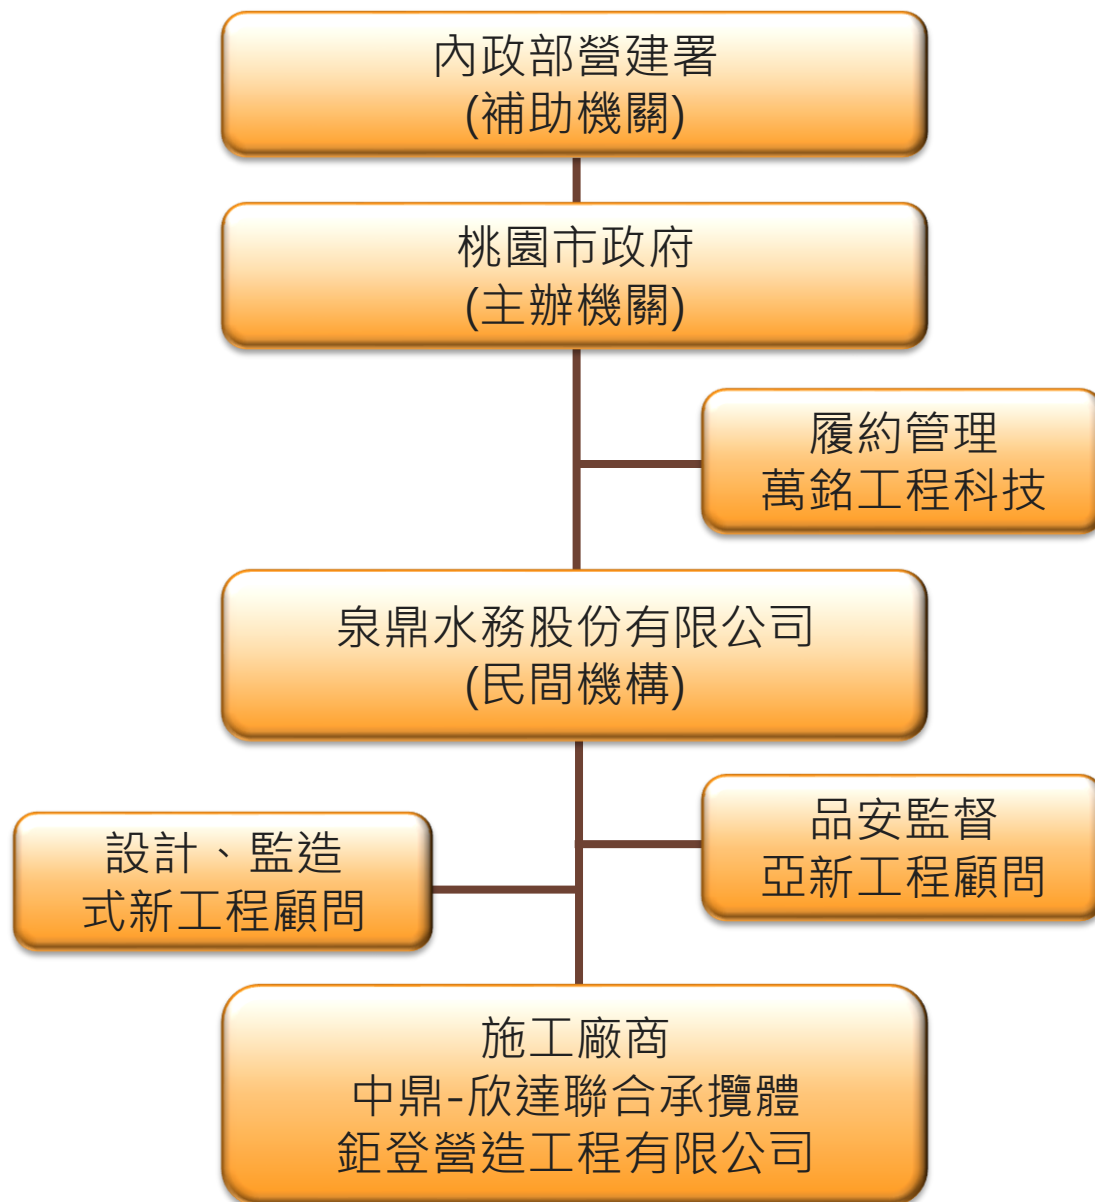 內政部營建署
(補助機關)
桃園市政府
(主辦機關)
履約管理
萬銘工程科技
泉鼎水務股份有限公司
(民間機構)
品安監督
亞新工程顧問
設計、監造
式新工程顧問
施工廠商
中鼎-欣達聯合承攬體
鉅登營造工程有限公司